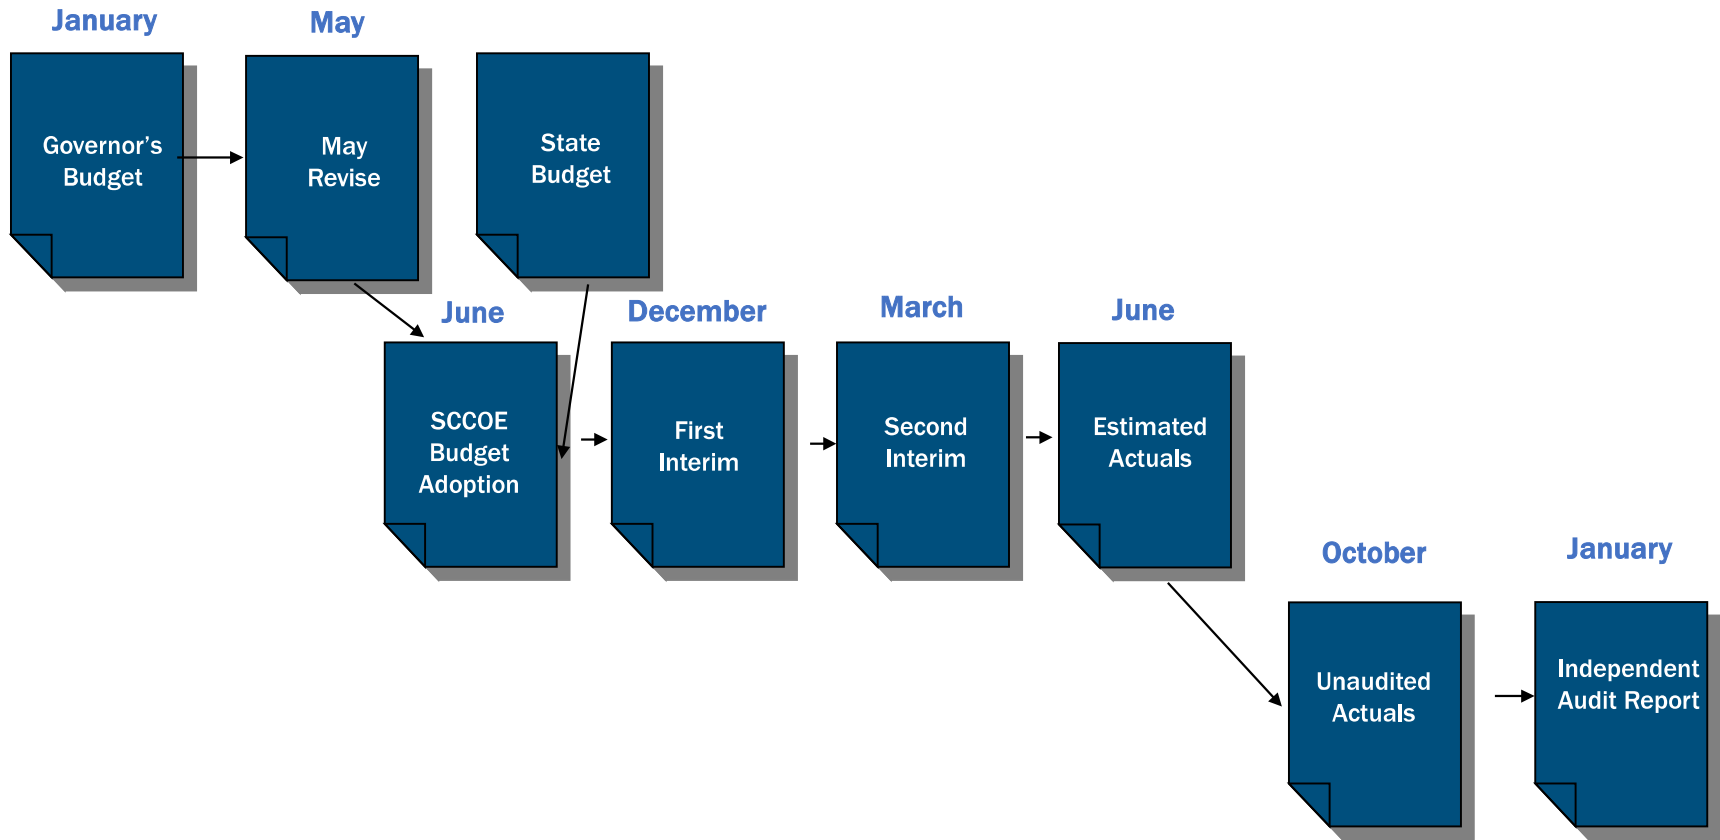 January
May
Governor's
Budget
May
Revise
State
Budget
June
December
March
June
SCCOE
Budget
Adoption
First
Interim
Second
Interim
Estimated
Actuals
October
January
Unaudited
Actuals
Independent
Audit Report